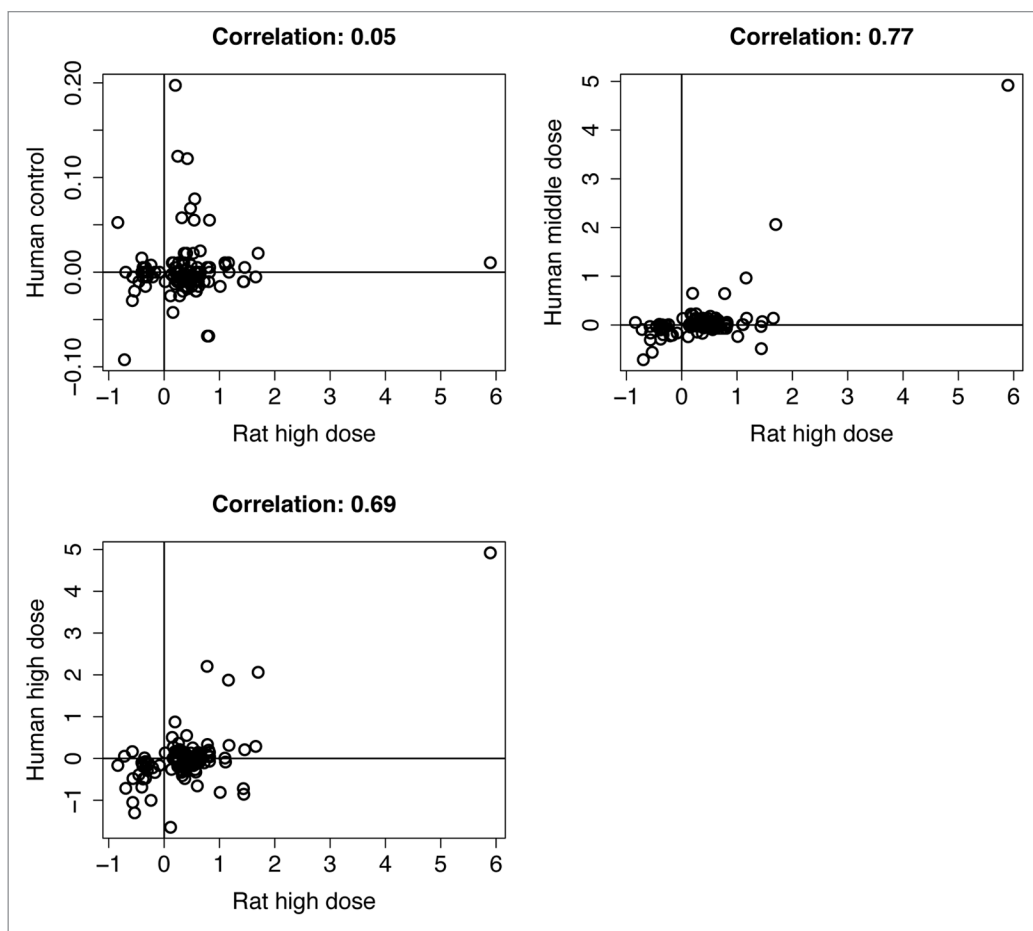 Correlation: 0.05
Human control
0.20
0.10
0.00
−0.10
−1 0 1 2 3 4 5 6
Rat high dose
Correlation: 0.77
Human middle dose
5
4
3
2
1
0
−1 0 1 2 3 4 5 6
Rat high dose
Correlation: 0.69
Human high dose
5
4
3
2
1
0
−1
−1 0 1 2 3 4 5 6
Rat high dose